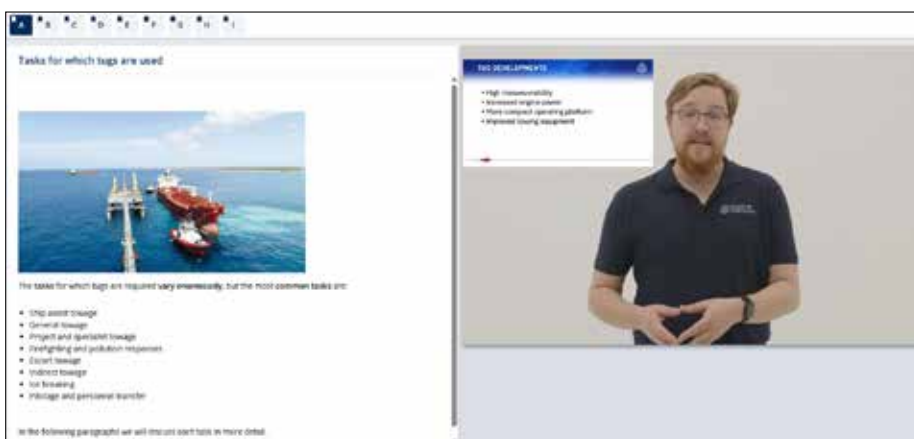 A B C D E F G H I
Tasks for which tugs are used
The tasks for which tugs are required vary enormously, but the most common tasks are:
• Ship assist towage
• General towage
• Project and specialist towage
• Firefighting and pollution responses
• Escort towage
• Indirect towage
• Ice breaking
• Pilotage and personnel transfer
In the following paragraphs we will discuss each task in more detail.
TUG DEVELOPMENTS
• High manoeuvrability
• Increased engine power
• More compact operating platform
• Improved towing equipment